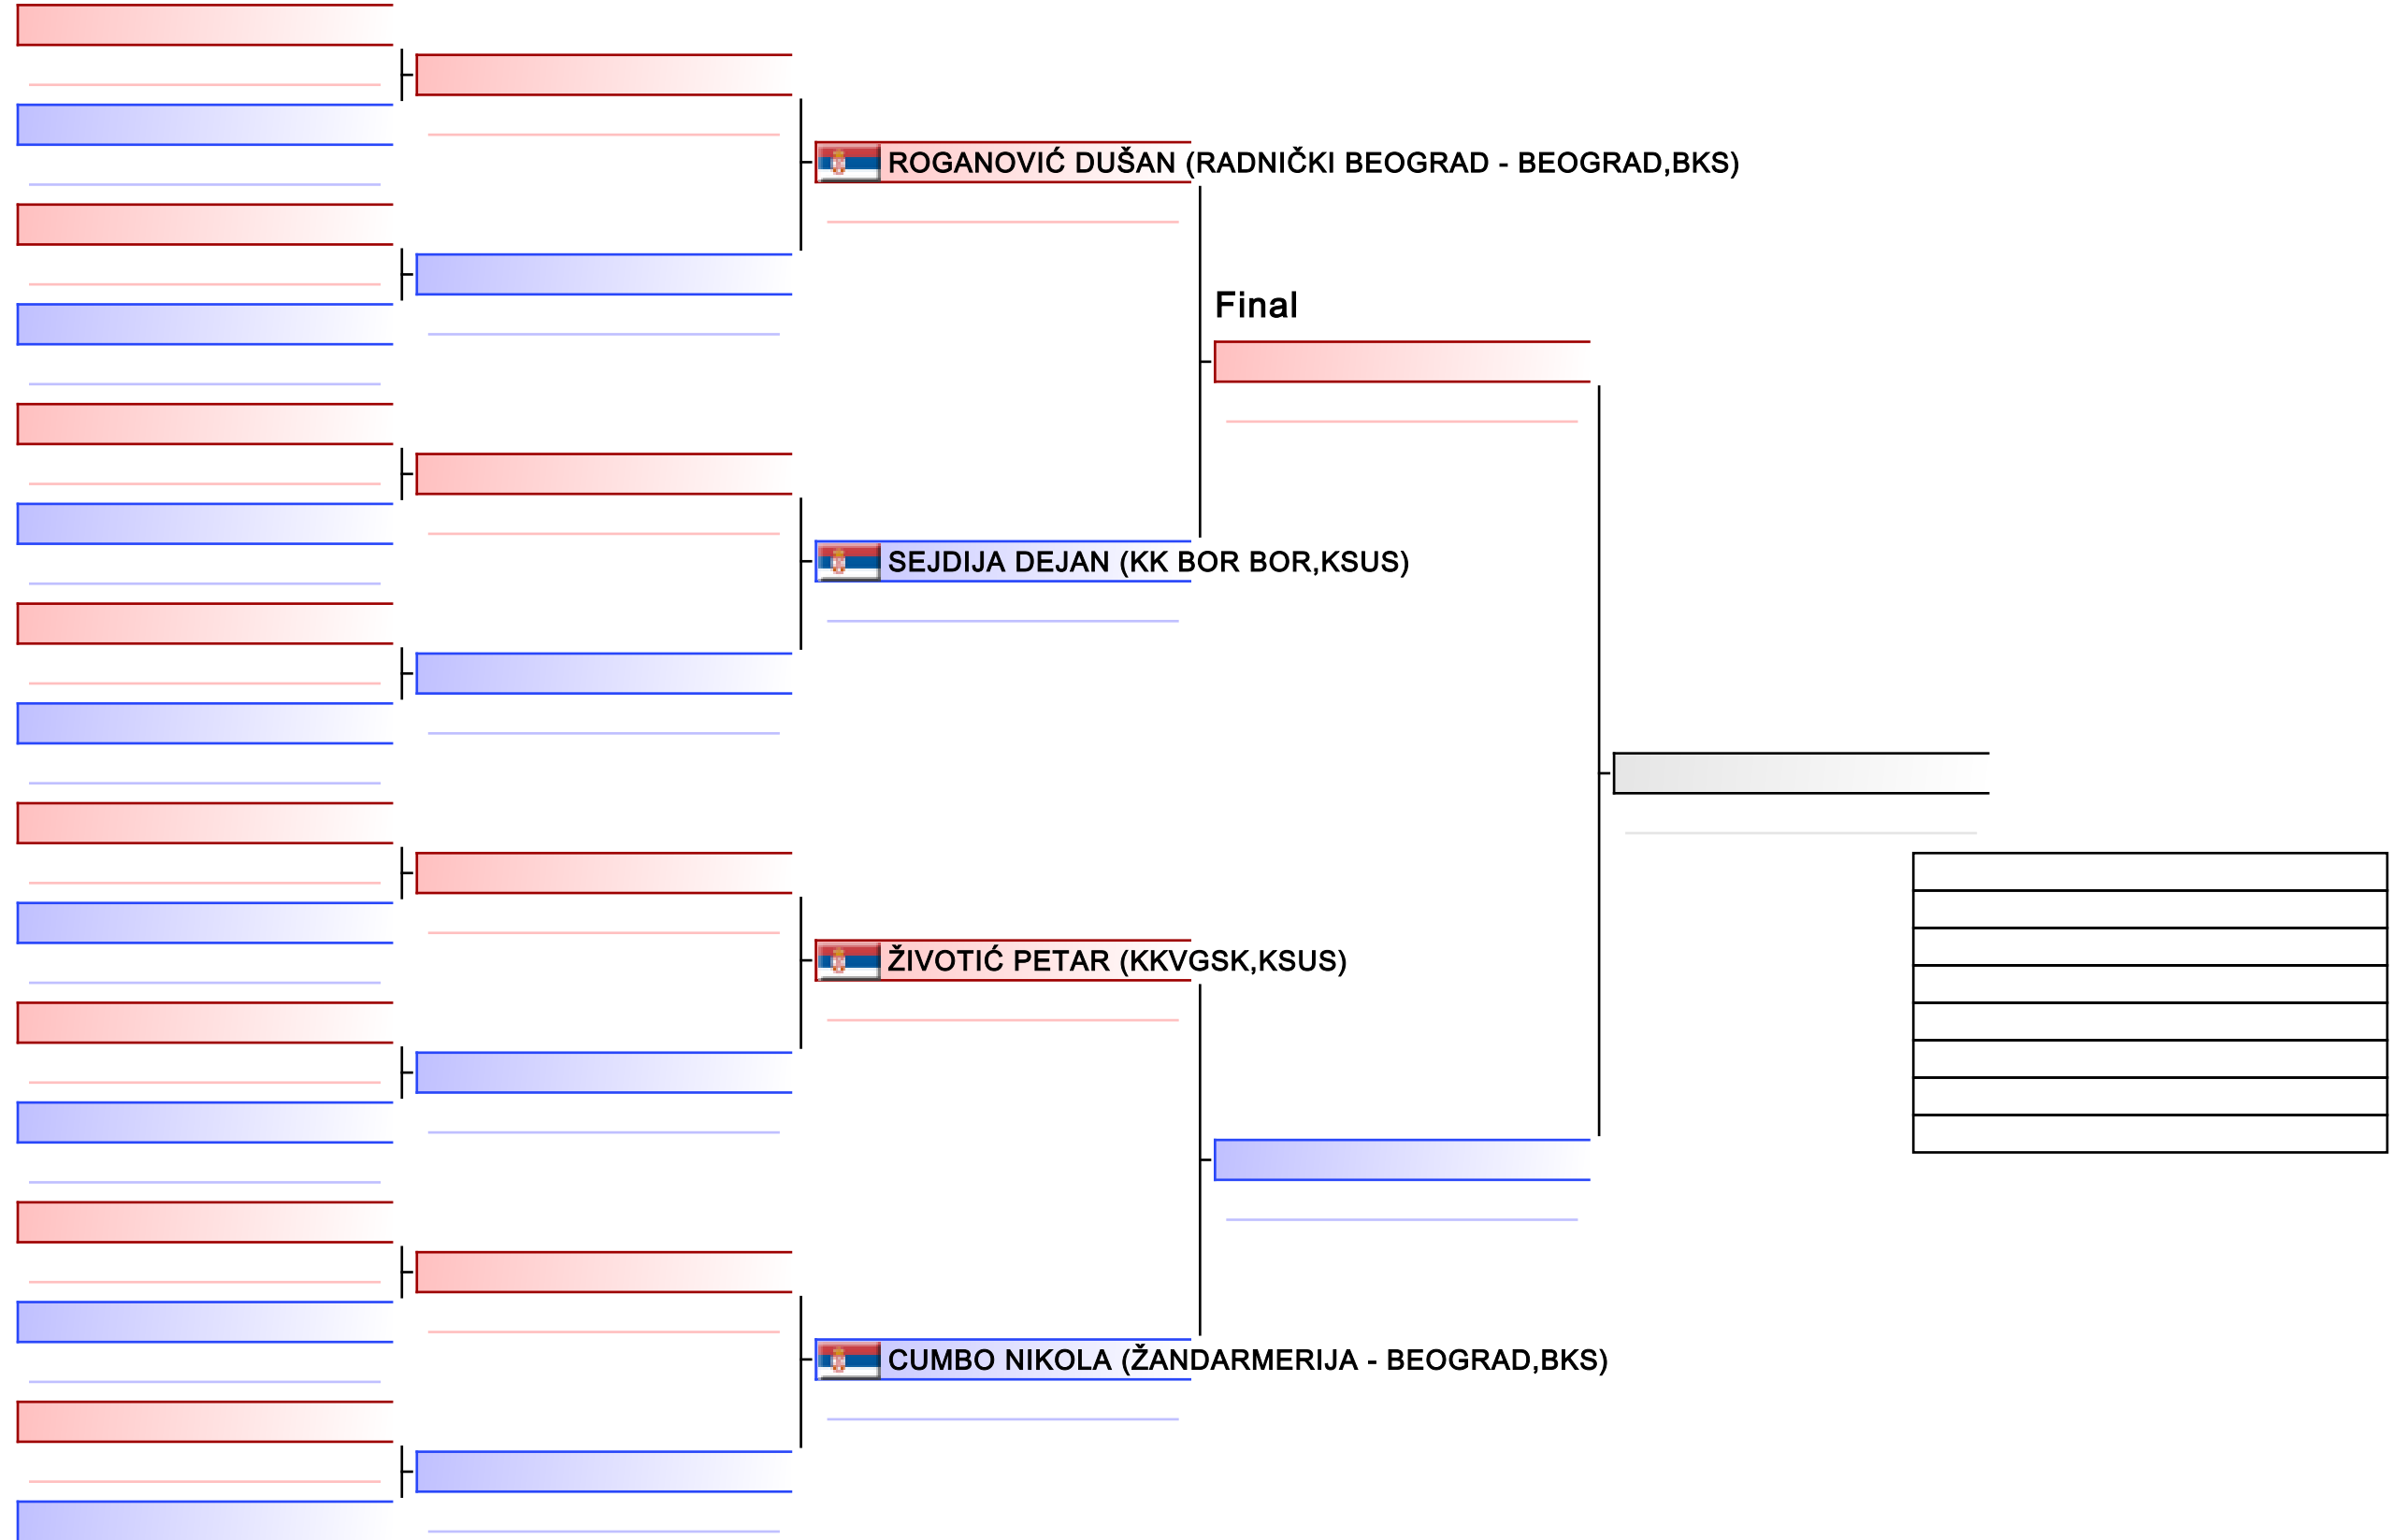 ROGANOVIĆ DUŠAN (RADNIČKI BEOGRAD - BEOGRAD,BKS)
Final
SEJDIJA DEJAN (KK BOR BOR,KSUS)
ŽIVOTIĆ PETAR (KKVGSK,KSUS)
CUMBO NIKOLA (ŽANDARMERIJA - BEOGRAD,BKS)